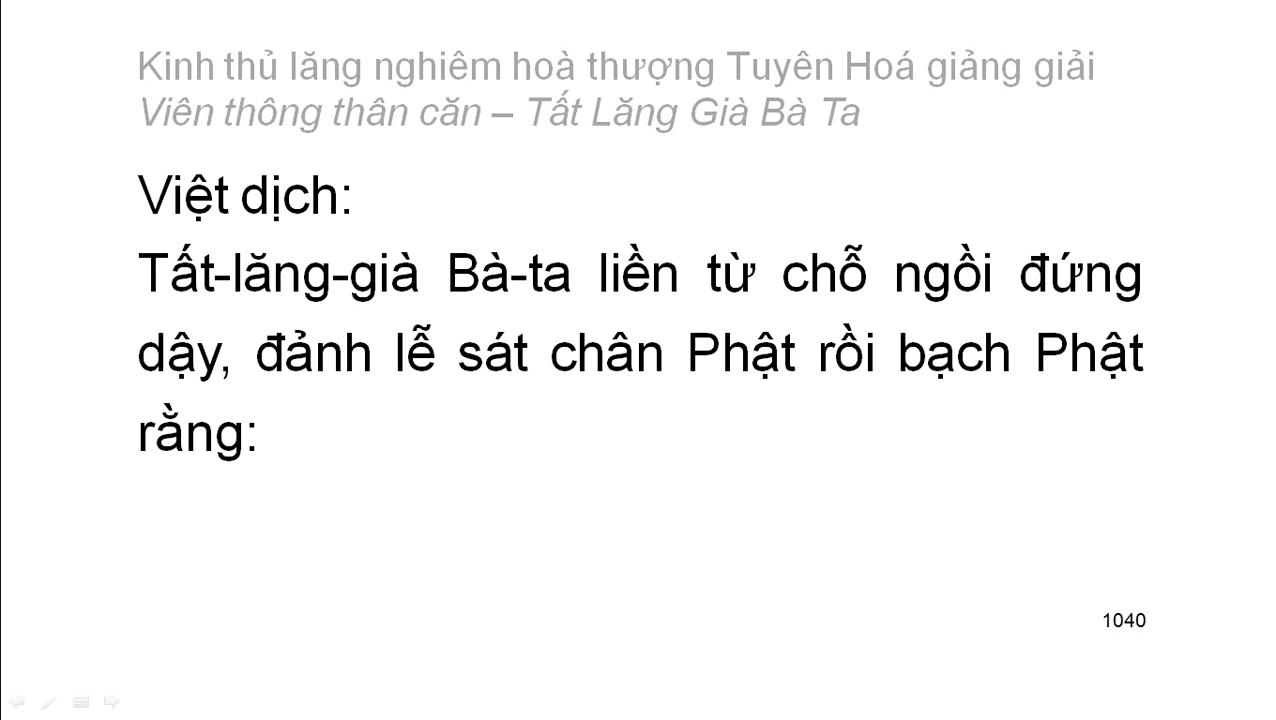 Kinh thủ lăng nghiêm hoà thượng Tuyên Hoá giảng giải
Viên thông thân căn – Tất Lăng Già Bà Ta
Việt dịch:
Tất-lăng-già Bà-ta liền từ chỗ ngồi đứng
dậy, đảnh lễ sát chân Phật rồi bạch Phật
rằng:
1040